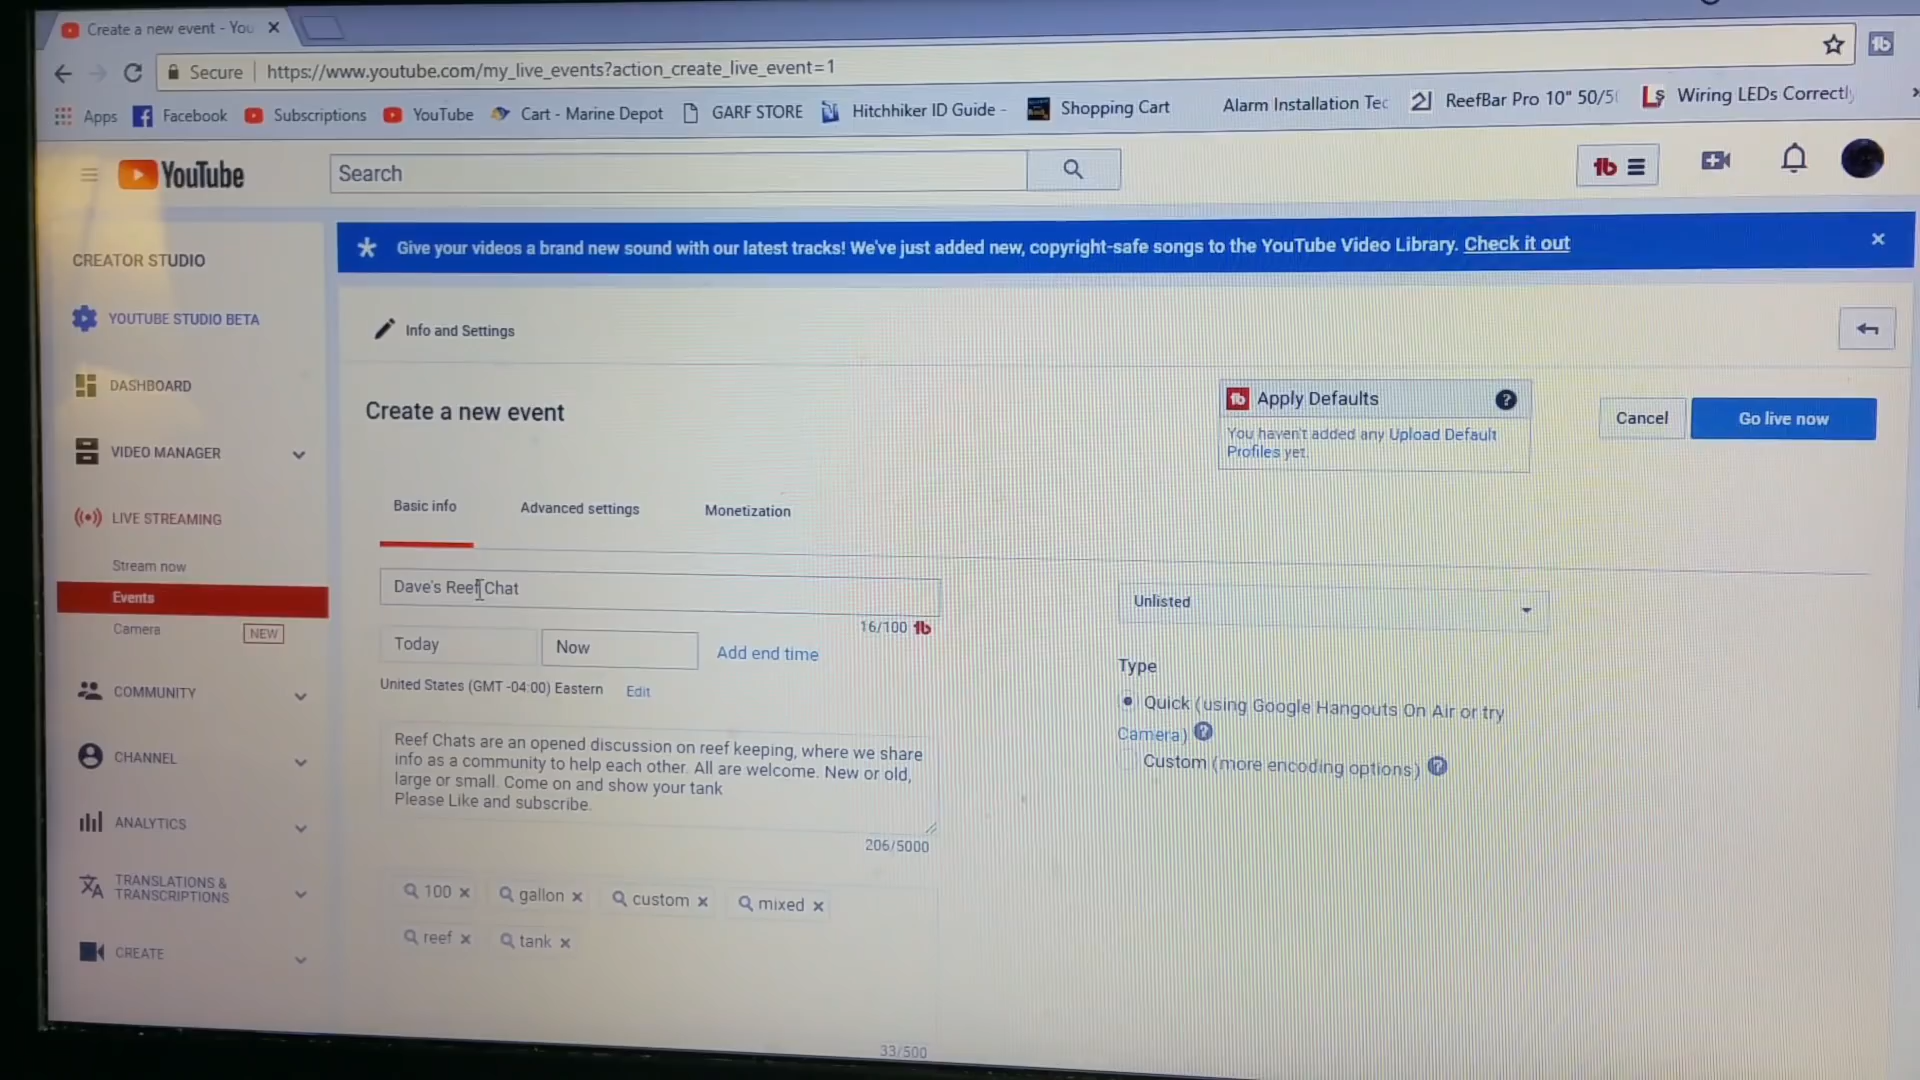 Create a new event - You
Secure https://www.youtube.com/my_live_events?action_create_live_event=1
Apps Facebook Subscriptions YouTube Cart - Marine Depot GARF STORE Hitchhiker ID Guide - Shopping Cart Alarm Installation Tec ReefBar Pro 10" 50/5 Wiring LEDs Correctly
YouTube Search
Give your videos a brand new sound with our latest tracks! We've just added new, copyright-safe songs to the YouTube Video Library. Check it out
CREATOR STUDIO
YOUTUBE STUDIO BETA
DASHBOARD
VIDEO MANAGER
LIVE STREAMING
Stream now
Events
Camera NEW
COMMUNITY
CHANNEL
ANALYTICS
TRANSLATIONS &
TRANSCRIPTIONS
CREATE
Info and Settings
Create a new event
Apply Defaults
You haven't added any Upload Default
Profiles yet.
Cancel Go live now
Basic info Advanced settings Monetization
Dave's Reef Chat
16/100
Today Now Add end time
United States (GMT -04:00) Eastern Edit
Reef Chats are an opened discussion on reef keeping, where we share
info as a community to help each other. All are welcome. New or old,
large or small. Come on and show your tank
Please Like and subscribe.
206/5000
100 gallon custom mixed
reef tank
33/500
Unlisted
Type
Quick (using Google Hangouts On Air or try
Camera)
Custom (more encoding options)